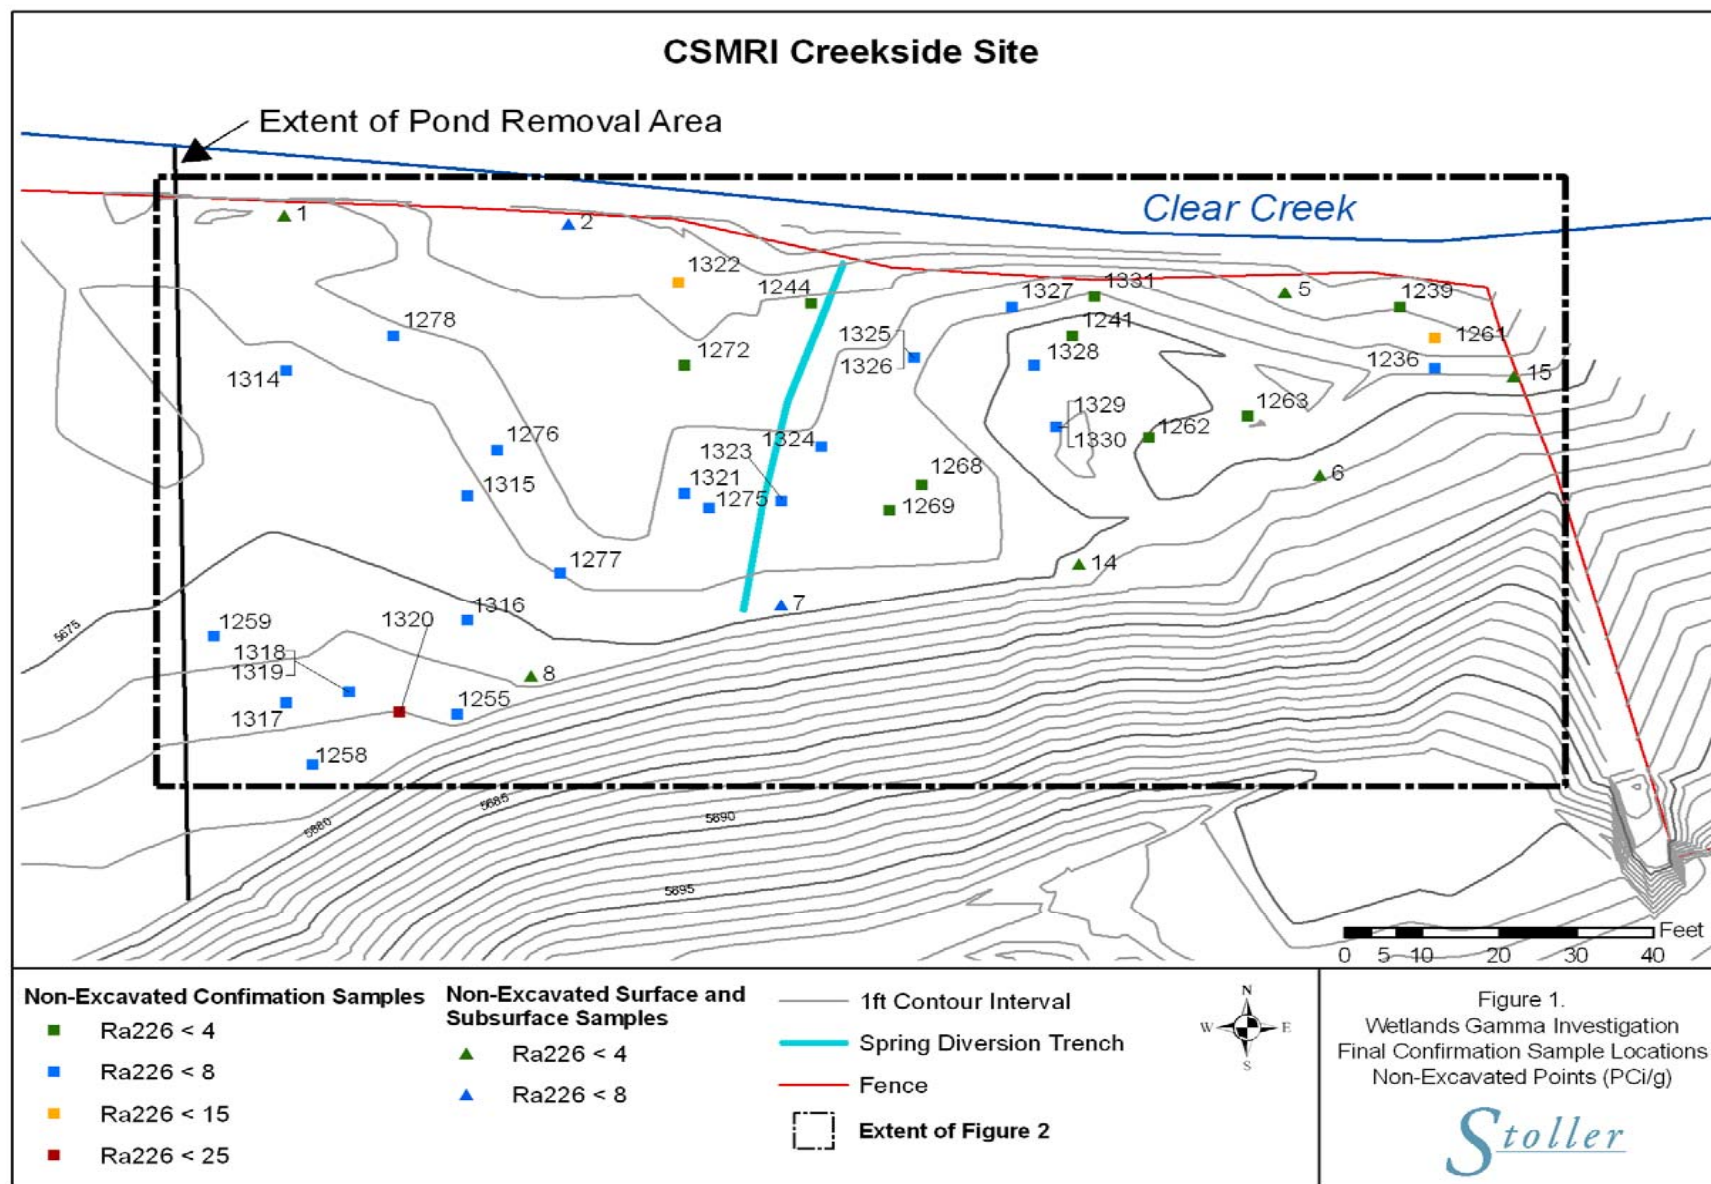 CSMRI Creekside Site
Extent of Pond Removal Area
Clear Creek
1
2
1322
1244
1327
1331
5
1239
1278
1325
1326
1241
1261
1272
1328
1236
15
1314
1329
1330
1263
1262
1276
1324
1323
1268
6
1315
1321
1275
1269
1277
14
7
1316
1320
1259
1318
1319
8
1317
1255
1258
5675
5680
5685
5690
5695
Feet
0 5 10 20 30 40
Non-Excavated Confimation Samples
Ra226 < 4
Ra226 < 8
Ra226 < 15
Ra226 < 25
Non-Excavated Surface and
Subsurface Samples
Ra226 < 4
Ra226 < 8
1ft Contour Interval
Spring Diversion Trench
Fence
Extent of Figure 2
N
W E
S
Figure 1.
Wetlands Gamma Investigation
Final Confirmation Sample Locations
Non-Excavated Points (PCi/g)
Stoller